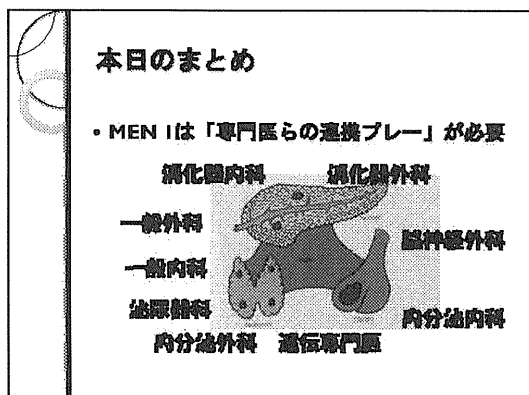 本日のまとめ
• MEN 1は「専門医らの連携プレー」が必要
消化器内科 消化器外科
一般外科
脳神経外科
一般内科
泌尿器科
内分泌内科
内分泌外科 遺伝専門医